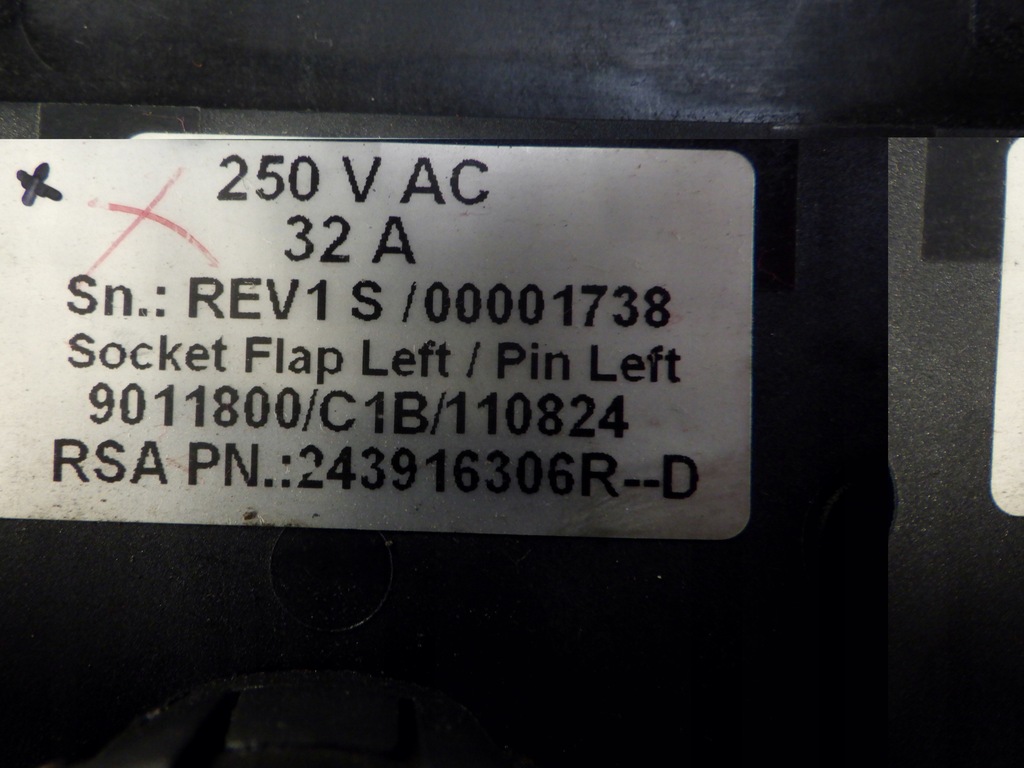 250 V AC
32 A
Sn.: REV1 S /00001738
Socket Flap Left / Pin Left
9011800/C1B/110824
RSA PN.:243916306R--D